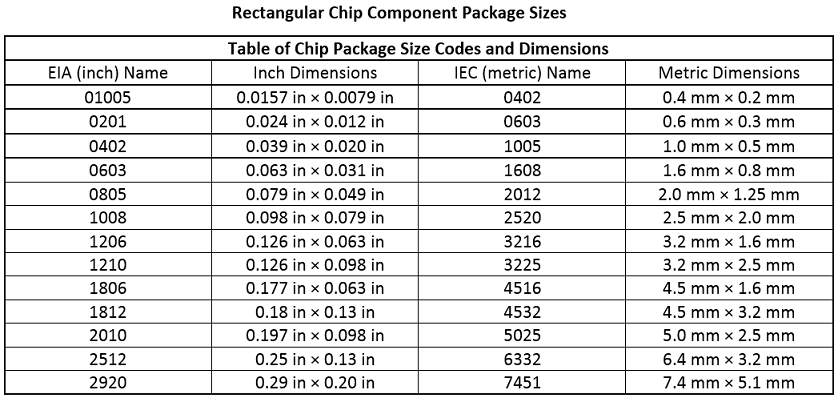 Rectangular Chip Component Package Sizes
Table of Chip Package Size Codes and Dimensions
EIA (inch) Name Inch Dimensions IEC (metric) Name Metric Dimensions
01005 0.0157 in × 0.0079 in 0402 0.4 mm × 0.2 mm
0201 0.024 in × 0.012 in 0603 0.6 mm × 0.3 mm
0402 0.039 in × 0.020 in 1005 1.0 mm × 0.5 mm
0603 0.063 in × 0.031 in 1608 1.6 mm × 0.8 mm
0805 0.079 in × 0.049 in 2012 2.0 mm × 1.25 mm
1008 0.098 in × 0.079 in 2520 2.5 mm × 2.0 mm
1206 0.126 in × 0.063 in 3216 3.2 mm × 1.6 mm
1210 0.126 in × 0.098 in 3225 3.2 mm × 2.5 mm
1806 0.177 in × 0.063 in 4516 4.5 mm × 1.6 mm
1812 0.18 in × 0.13 in 4532 4.5 mm × 3.2 mm
2010 0.197 in × 0.098 in 5025 5.0 mm × 2.5 mm
2512 0.25 in × 0.13 in 6332 6.4 mm × 3.2 mm
2920 0.29 in × 0.20 in 7451 7.4 mm × 5.1 mm